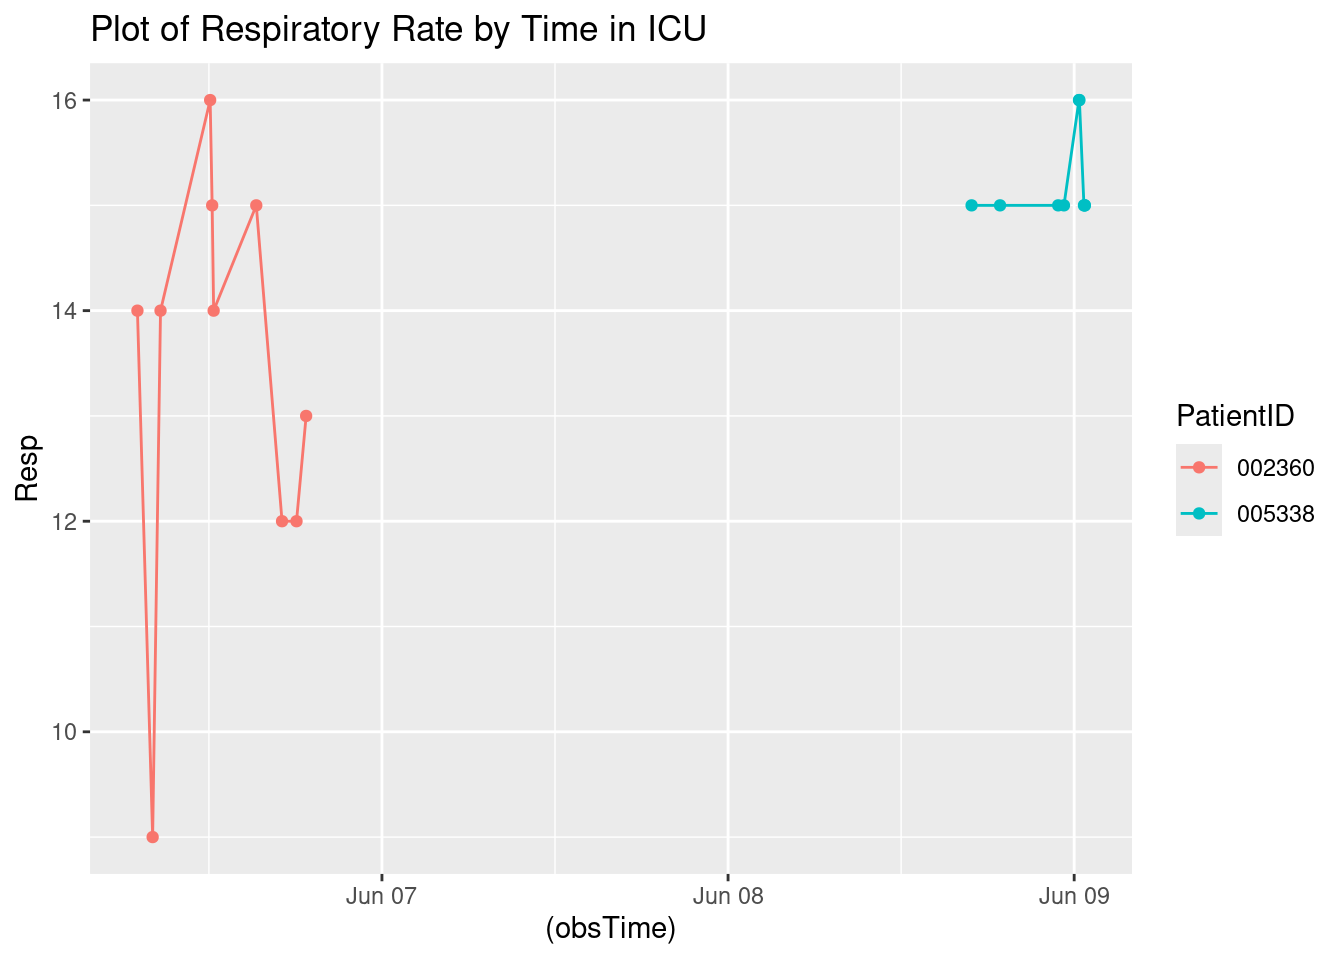 Plot of Respiratory Rate by Time in ICU
16
14
12
10
Resp
Jun 07
Jun 08
Jun 09
(obsTime)
PatientID
002360
005338